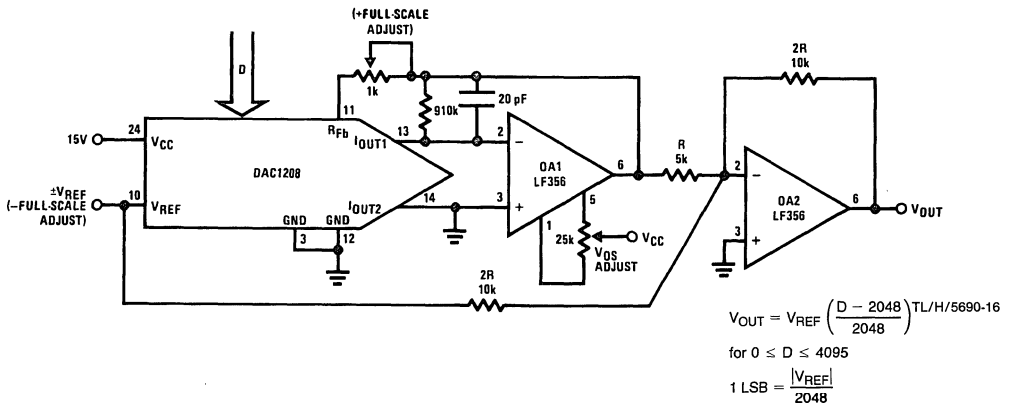 (+FULL-SCALE
ADJUST)
D
1k
11
910k
20 pF
RFb
13
IOUT1
2
−
24
15V
VCC
DAC1208
OA1
LF356
6
R
5k
2R
10k
2
−
OA2
LF356
6
VOUT
±VREF
(−FULL-SCALE
ADJUST)
10
VREF
IOUT2
14
3
+
5
1
25k
VCC
VOS
ADJUST
3
+
GND
3
GND
12
2R
10k
VOUT = VREF (D − 2048 / 2048) TL/H/5690-16
for 0 ≤ D ≤ 4095
1 LSB = |VREF| / 2048